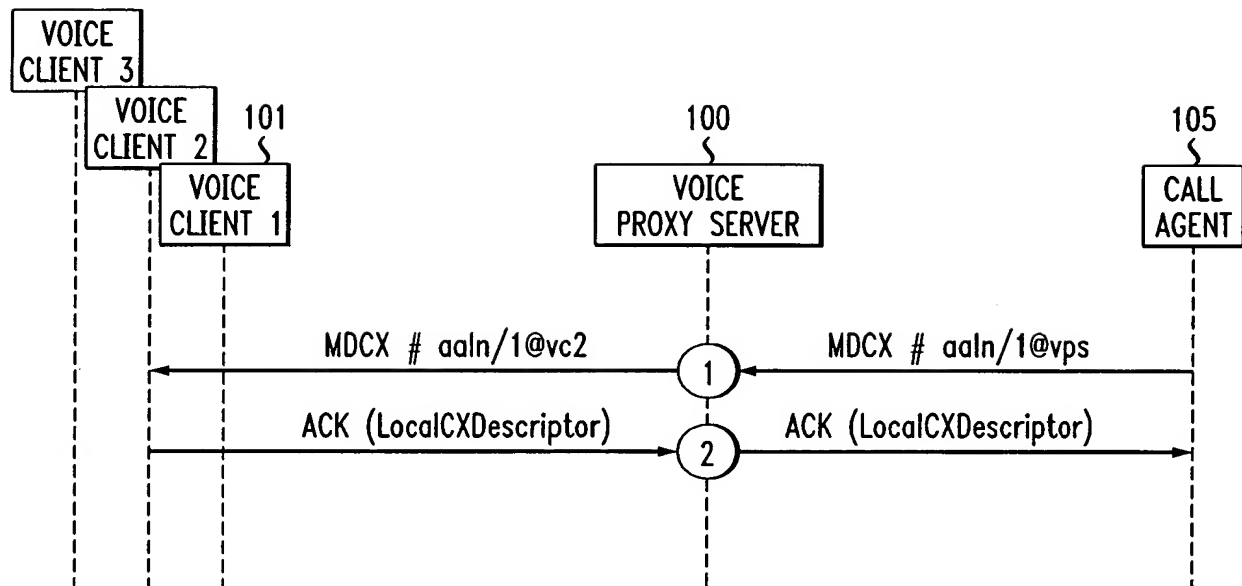 VOICE
CLIENT 3
VOICE
CLIENT 2
101
VOICE
CLIENT 1
100
VOICE
PROXY SERVER
105
CALL
AGENT
MDCX # aaln/1@vc2
1
MDCX # aaln/1@vps
ACK (LocalCXDescriptor)
2
ACK (LocalCXDescriptor)